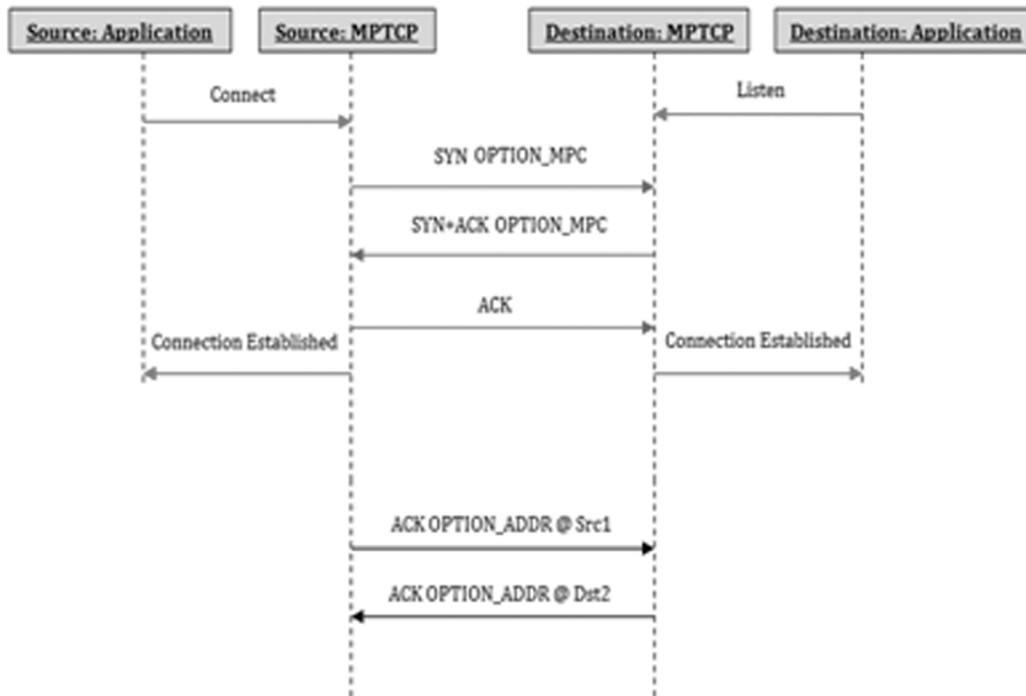 Source: Application
Source: MPTCP
Destination: MPTCP
Destination: Application
Connect
Listen
SYN OPTION_MPC
SYN+ACK OPTION_MPC
ACK
Connection Established
Connection Established
ACK OPTION_ADDR @ Src1
ACK OPTION_ADDR @ Dst2